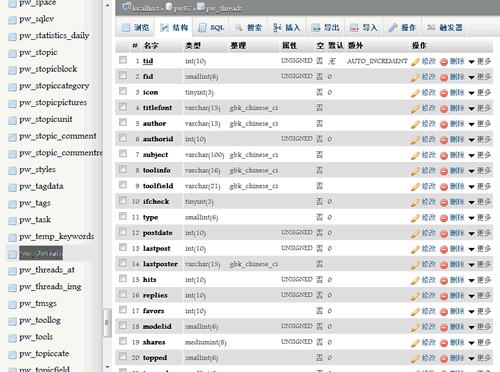 pw_space
pw_sqlcv
pw_statistics_daily
pw_stopic
pw_stopicblock
pw_stopiccategory
pw_stopicpictures
pw_stopicunit
pw_stopic_comment
pw_stopic_commentre
pw_styles
pw_tagdata
pw_tags
pw_task
pw_temp_keywords
pw_threads
pw_threads_at
pw_threads_img
pw_tmsgs
pw_toollog
pw_tools
pw_topiccate
pw_topicfield
localhost » pw87 » pw_threads
浏览 结构 SQL 搜索 插入 导出 导入 操作 触发器
# 名字 类型 整理 属性 空 默认 额外 操作
1 tid int(10) UNSIGNED 否 无 AUTO_INCREMENT 修改 删除 更多
2 fid smallint(6) UNSIGNED 否 0 修改 删除 更多
3 icon tinyint(3) 否 0 修改 删除 更多
4 titlefont varchar(15) gbk_chinese_ci 否 修改 删除 更多
5 author varchar(15) gbk_chinese_ci 否 修改 删除 更多
6 authorid int(10) UNSIGNED 否 0 修改 删除 更多
7 subject varchar(100) gbk_chinese_ci 否 修改 删除 更多
8 toolinfo varchar(16) gbk_chinese_ci 否 修改 删除 更多
9 toolfield varchar(21) gbk_chinese_ci 否 修改 删除 更多
10 ifcheck tinyint(3) 否 0 修改 删除 更多
11 type smallint(6) 否 0 修改 删除 更多
12 postdate int(10) UNSIGNED 否 0 修改 删除 更多
13 lastpost int(10) UNSIGNED 否 0 修改 删除 更多
14 lastposter varchar(15) gbk_chinese_ci 否 修改 删除 更多
15 hits int(10) UNSIGNED 否 0 修改 删除 更多
16 replies int(10) UNSIGNED 否 0 修改 删除 更多
17 favors int(10) 否 0 修改 删除 更多
18 modelid smallint(6) UNSIGNED 否 0 修改 删除 更多
19 shares mediumint(8) UNSIGNED 否 0 修改 删除 更多
20 topped smallint(6) 否 0 修改 删除 更多